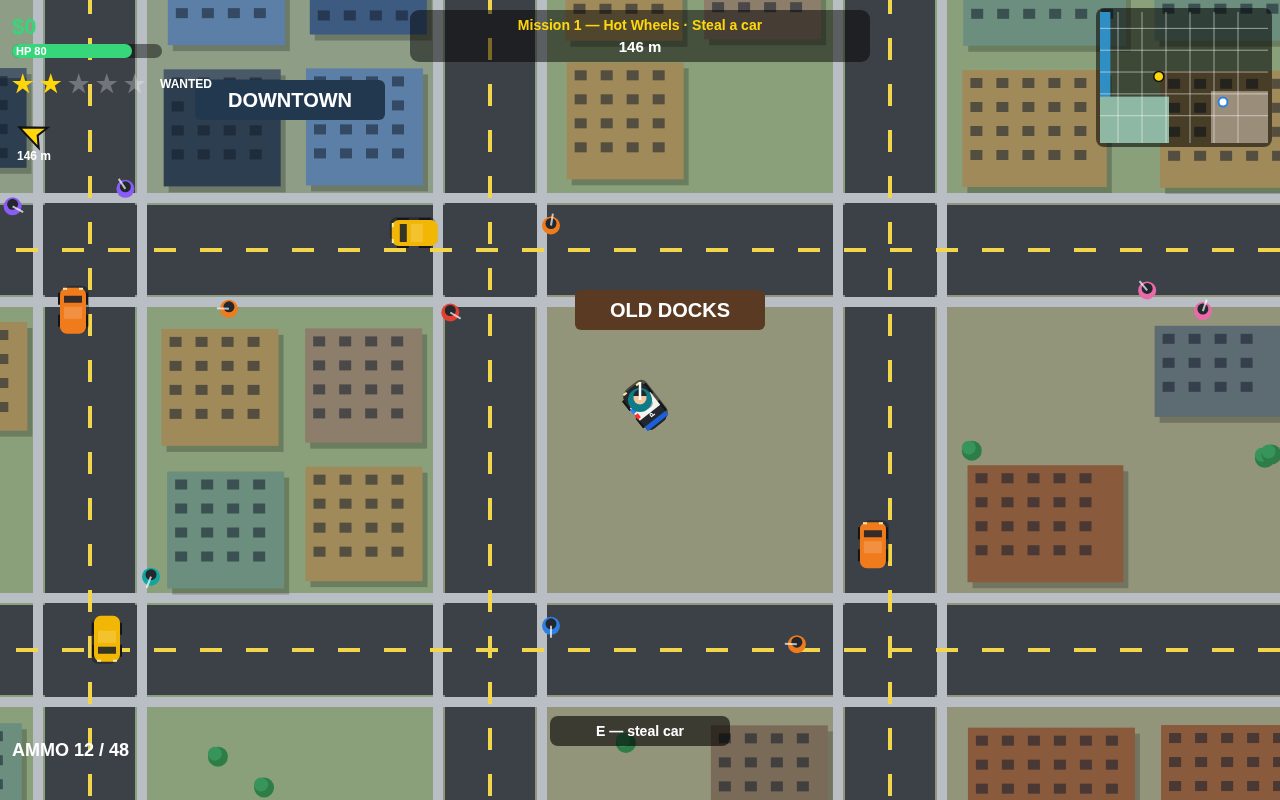 $0
Mission 1 — Hot Wheels · Steal a car
146 m
HP 80
WANTED
DOWNTOWN
146 m
OLD DOCKS
1
E — steal car
AMMO 12 / 48